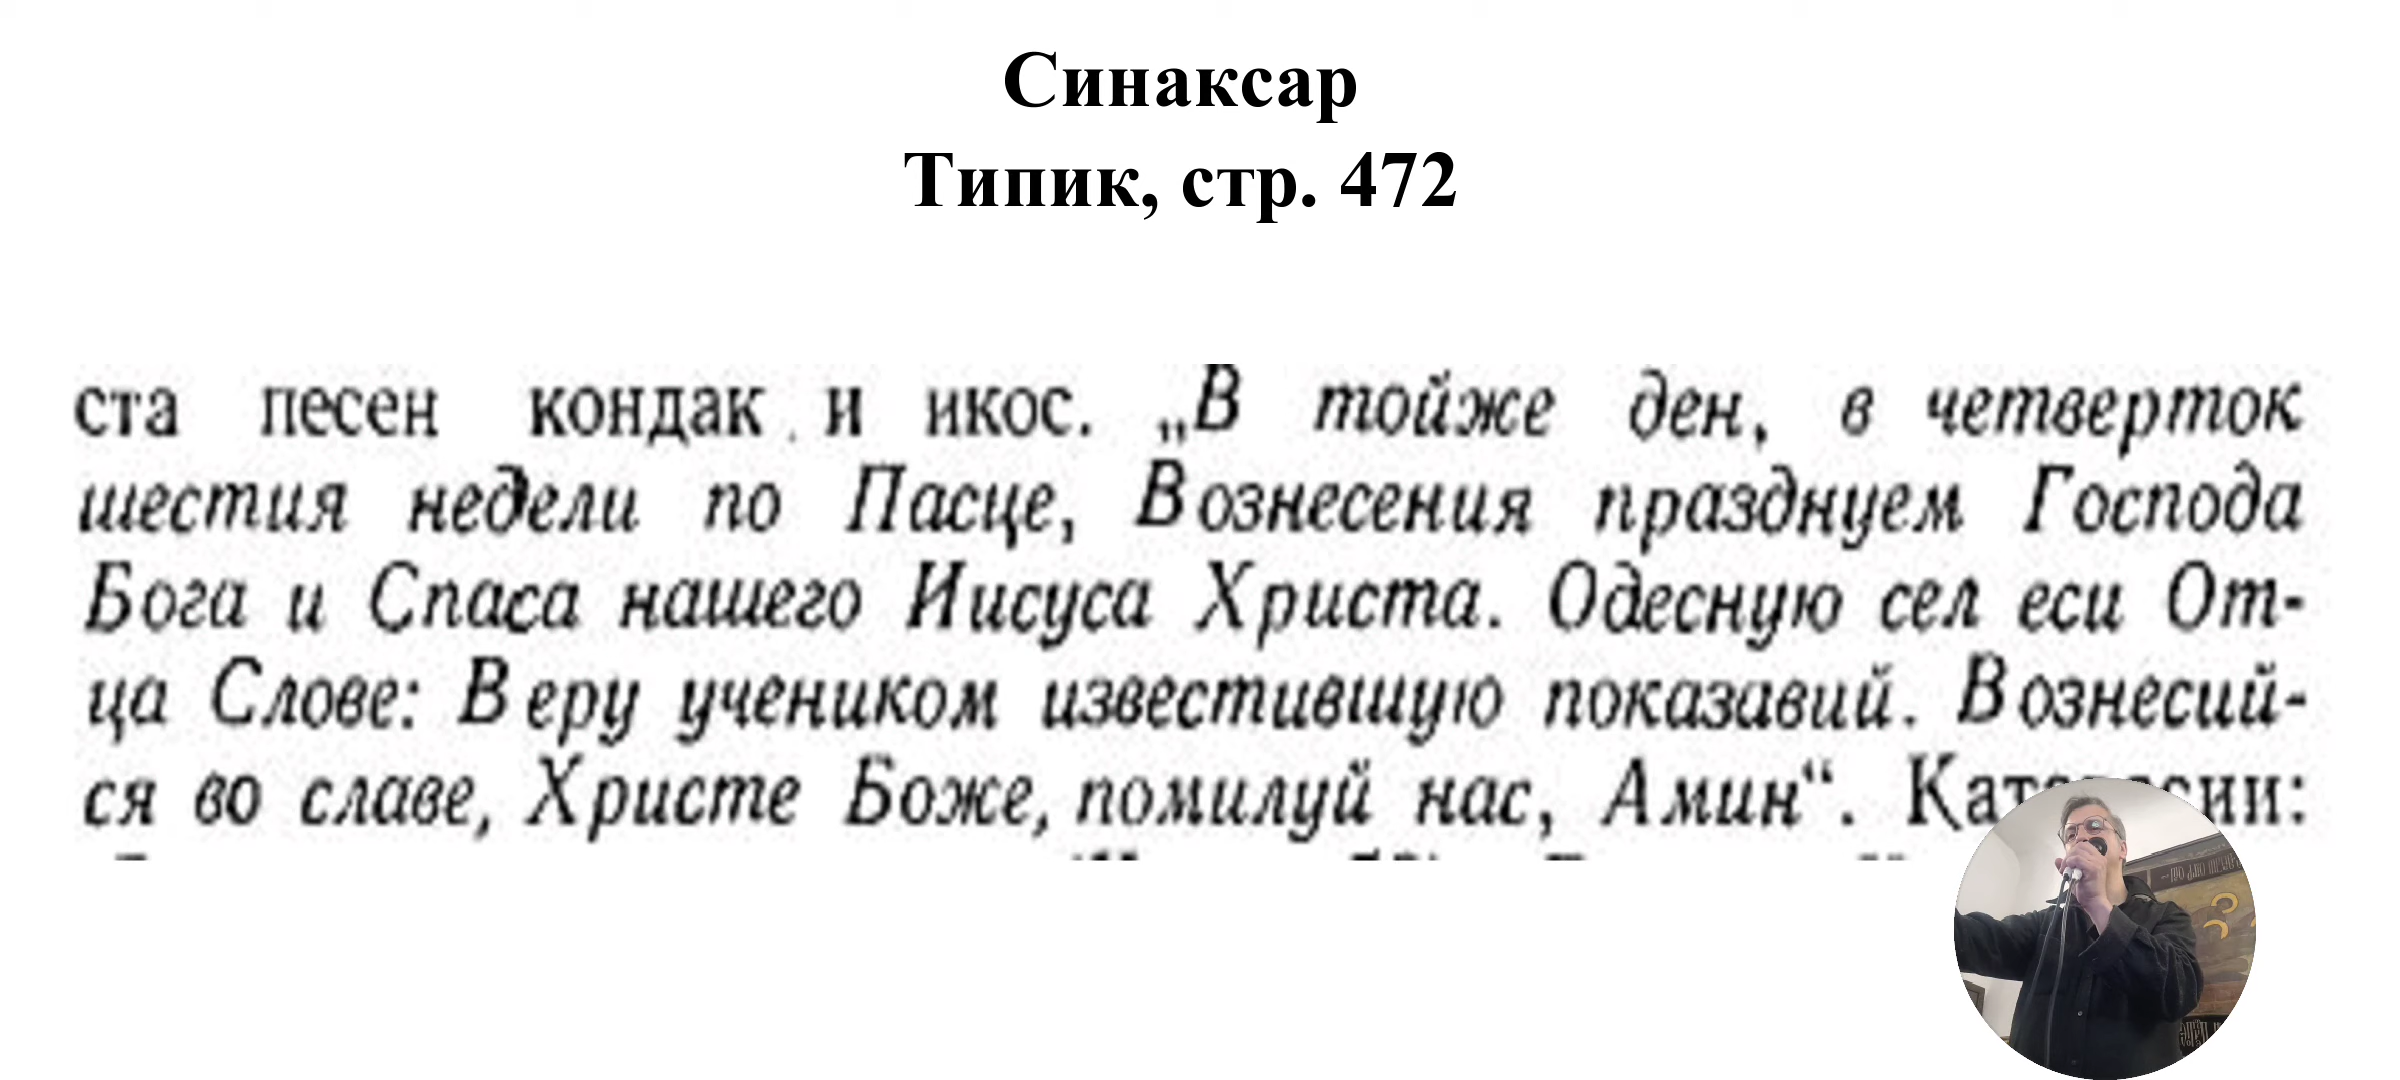 Синаксар
Типик, стр. 472
ста песен кондак и икос. „В тойже ден, в четверток
шестия недели по Пасце, Вознесения празднуем Господа
Бога и Спаса нашего Иисуса Христа. Одесную сел еси От-
ца Слове: Веру учеником известившую показавий. Вознесий-
ся во славе, Христе Боже, помилуй нас, Амин“.